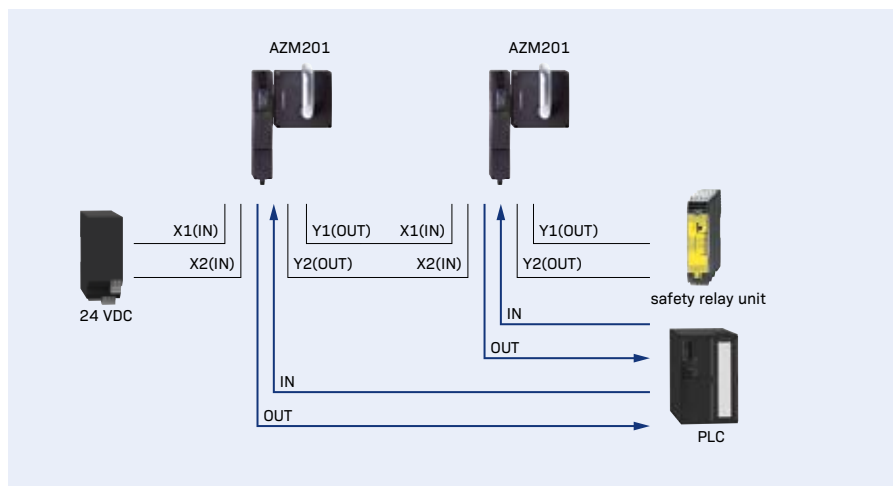 AZM201 AZM201
X1(IN) Y1(OUT) X1(IN) Y1(OUT)
X2(IN) Y2(OUT) X2(IN) Y2(OUT)
24 VDC
safety relay unit
IN
OUT
IN
OUT
PLC